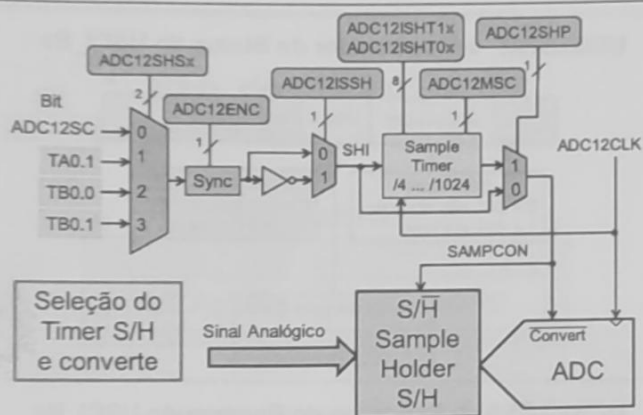 ADC12SHSx
ADC12ISHT1x
ADC12ISHT0x
ADC12SHP
Bit
2
ADC12ENC
ADC12ISSH
8
ADC12MSC
1
ADC12SC
0
1
1
1
ADC12CLK
TA0.1
1
0
SHI
Sample
Timer
/4 ... /1024
1
TB0.0
2
Sync
1
0
TB0.1
3
SAMPCON
Seleção do
Timer S/H
e converte
Sinal Analógico
S/H
Sample
Holder
S/H
Convert
ADC